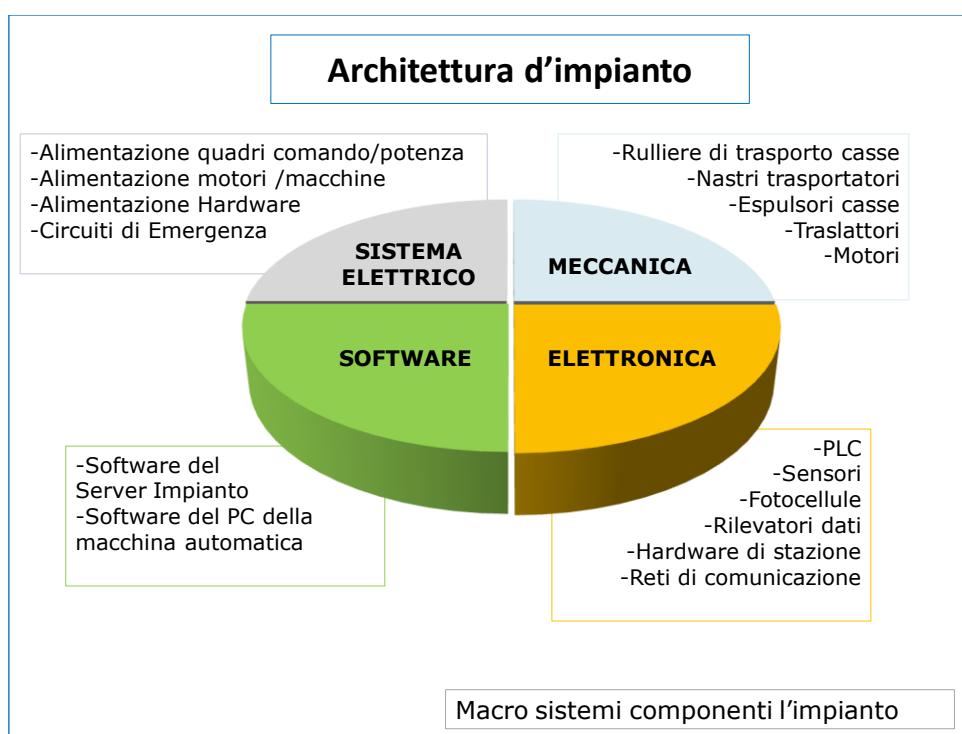 Architettura d'impianto
-Alimentazione quadri comando/potenza
-Alimentazione motori /macchine
-Alimentazione Hardware
-Circuiti di Emergenza
-Rulliere di trasporto casse
-Nastri trasportatori
-Espulsori casse
-Traslattori
-Motori
SISTEMA
ELETTRICO
MECCANICA
SOFTWARE
ELETTRONICA
-Software del
Server Impianto
-Software del PC della
macchina automatica
-PLC
-Sensori
-Fotocellule
-Rilevatori dati
-Hardware di stazione
-Reti di comunicazione
Macro sistemi componenti l'impianto